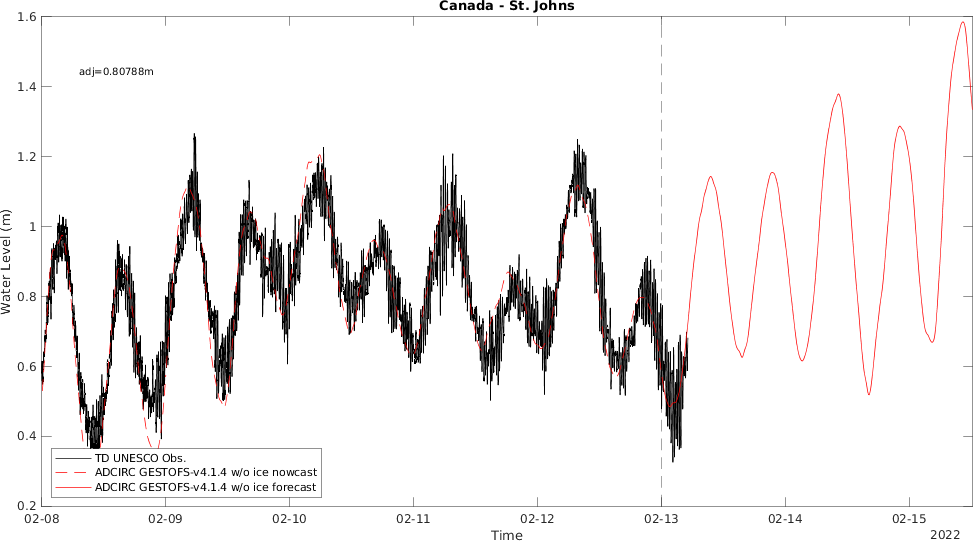 Canada - St. Johns
1.6
adj=0.80788m
1.4
1.2
1
Water Level (m)
0.8
0.6
0.4
TD UNESCO Obs.
ADCIRC GESTOFS-v4.1.4 w/o ice nowcast
ADCIRC GESTOFS-v4.1.4 w/o ice forecast
0.2
02-08 02-09 02-10 02-11 02-12 02-13 02-14 02-15
Time
2022